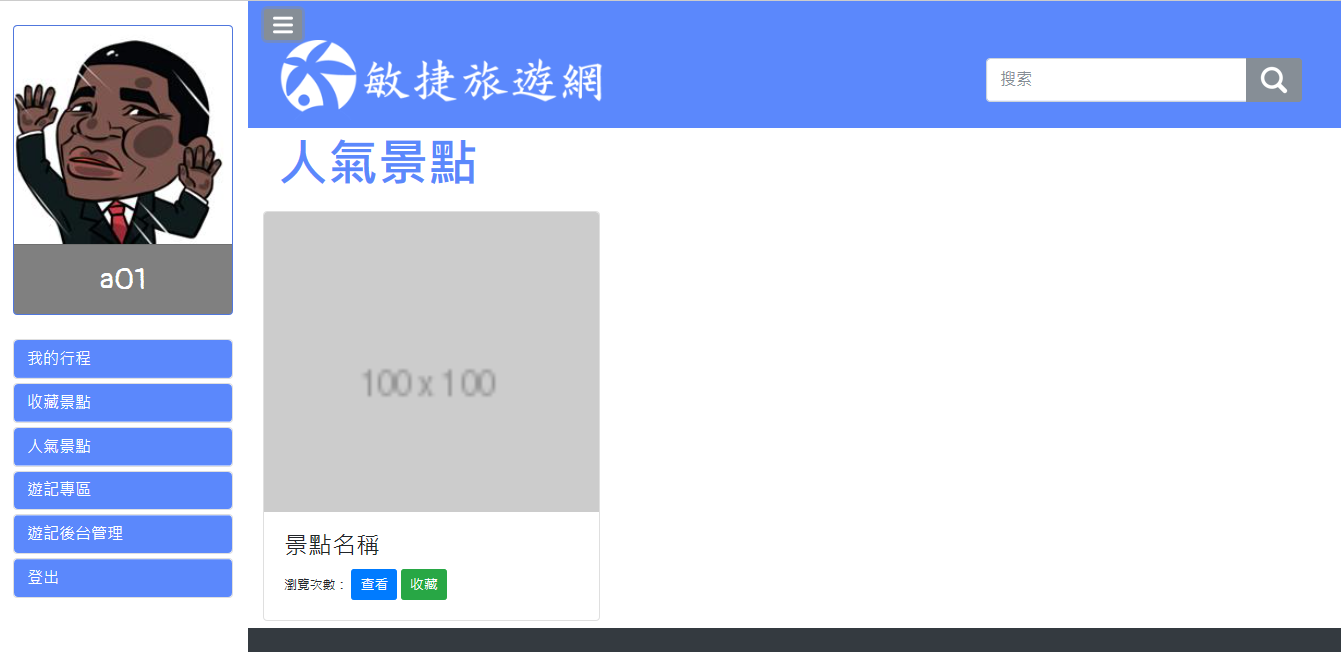 a01
我的行程
收藏景點
人氣景點
遊記專區
遊記後台管理
登出
敏捷旅遊網
搜索
人氣景點
100 x 100
景點名稱
瀏覽次數： 查看 收藏